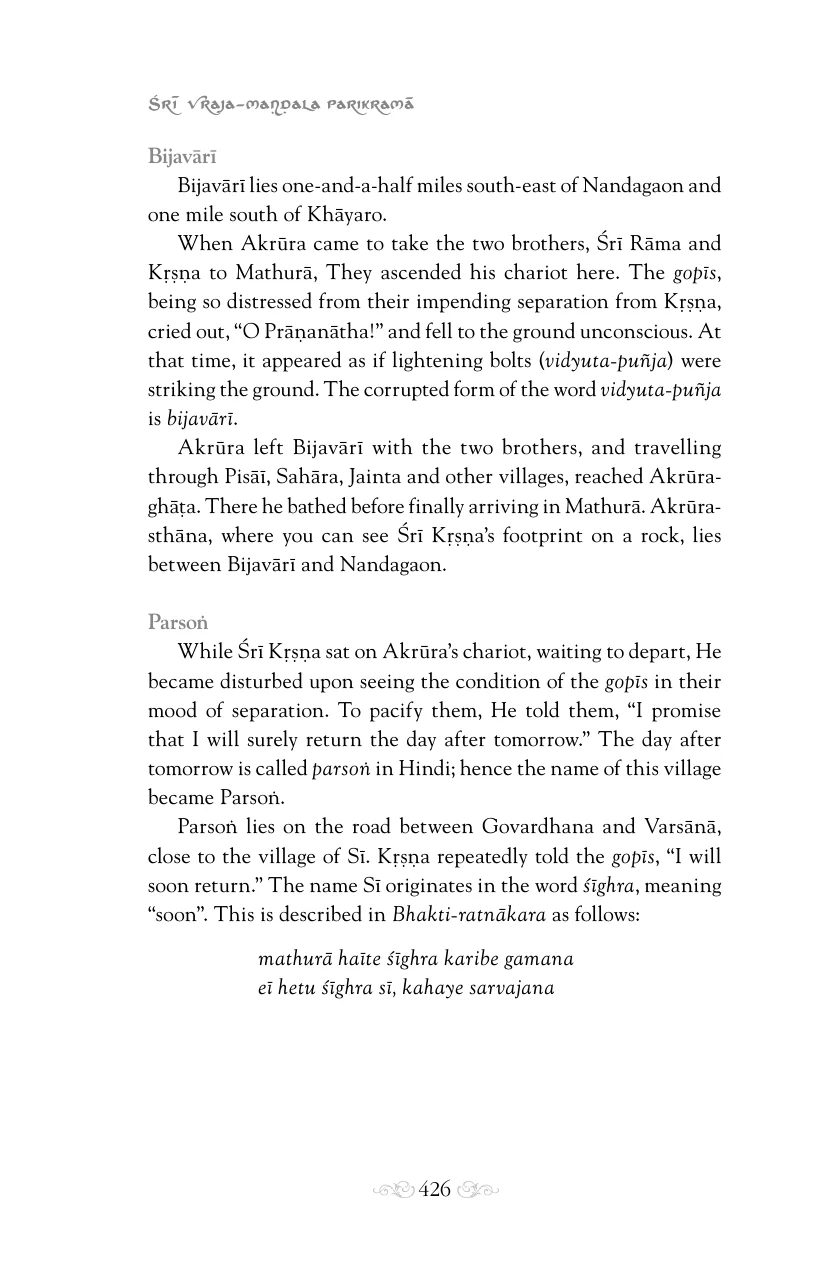 Śrī Vraja-maṇḍala Parikramā
Bijavārī
Bijavārī lies one-and-a-half miles south-east of Nandagaon and
one mile south of Khāyaro.
When Akrūra came to take the two brothers, Śrī Rāma and
Kṛṣṇa to Mathurā, They ascended his chariot here. The gopīs,
being so distressed from their impending separation from Kṛṣṇa,
cried out, “O Prāṇanātha!” and fell to the ground unconscious. At
that time, it appeared as if lightening bolts (vidyuta-puñja) were
striking the ground. The corrupted form of the word vidyuta-puñja
is bijavārī.
Akrūra left Bijavārī with the two brothers, and travelling
through Pisāī, Sahāra, Jainta and other villages, reached Akrūra-
ghāṭa. There he bathed before finally arriving in Mathurā. Akrūra-
sthāna, where you can see Śrī Kṛṣṇa’s footprint on a rock, lies
between Bijavārī and Nandagaon.
Parsoṅ
While Śrī Kṛṣṇa sat on Akrūra’s chariot, waiting to depart, He
became disturbed upon seeing the condition of the gopīs in their
mood of separation. To pacify them, He told them, “I promise
that I will surely return the day after tomorrow.” The day after
tomorrow is called parsoṅ in Hindi; hence the name of this village
became Parsoṅ.
Parsoṅ lies on the road between Govardhana and Varsānā,
close to the village of Sī. Kṛṣṇa repeatedly told the gopīs, “I will
soon return.” The name Sī originates in the word śīghra, meaning
“soon”. This is described in Bhakti-ratnākara as follows:
mathurā haīte śīghra karibe gamana
eī hetu śīghra sī, kahaye sarvajana
426